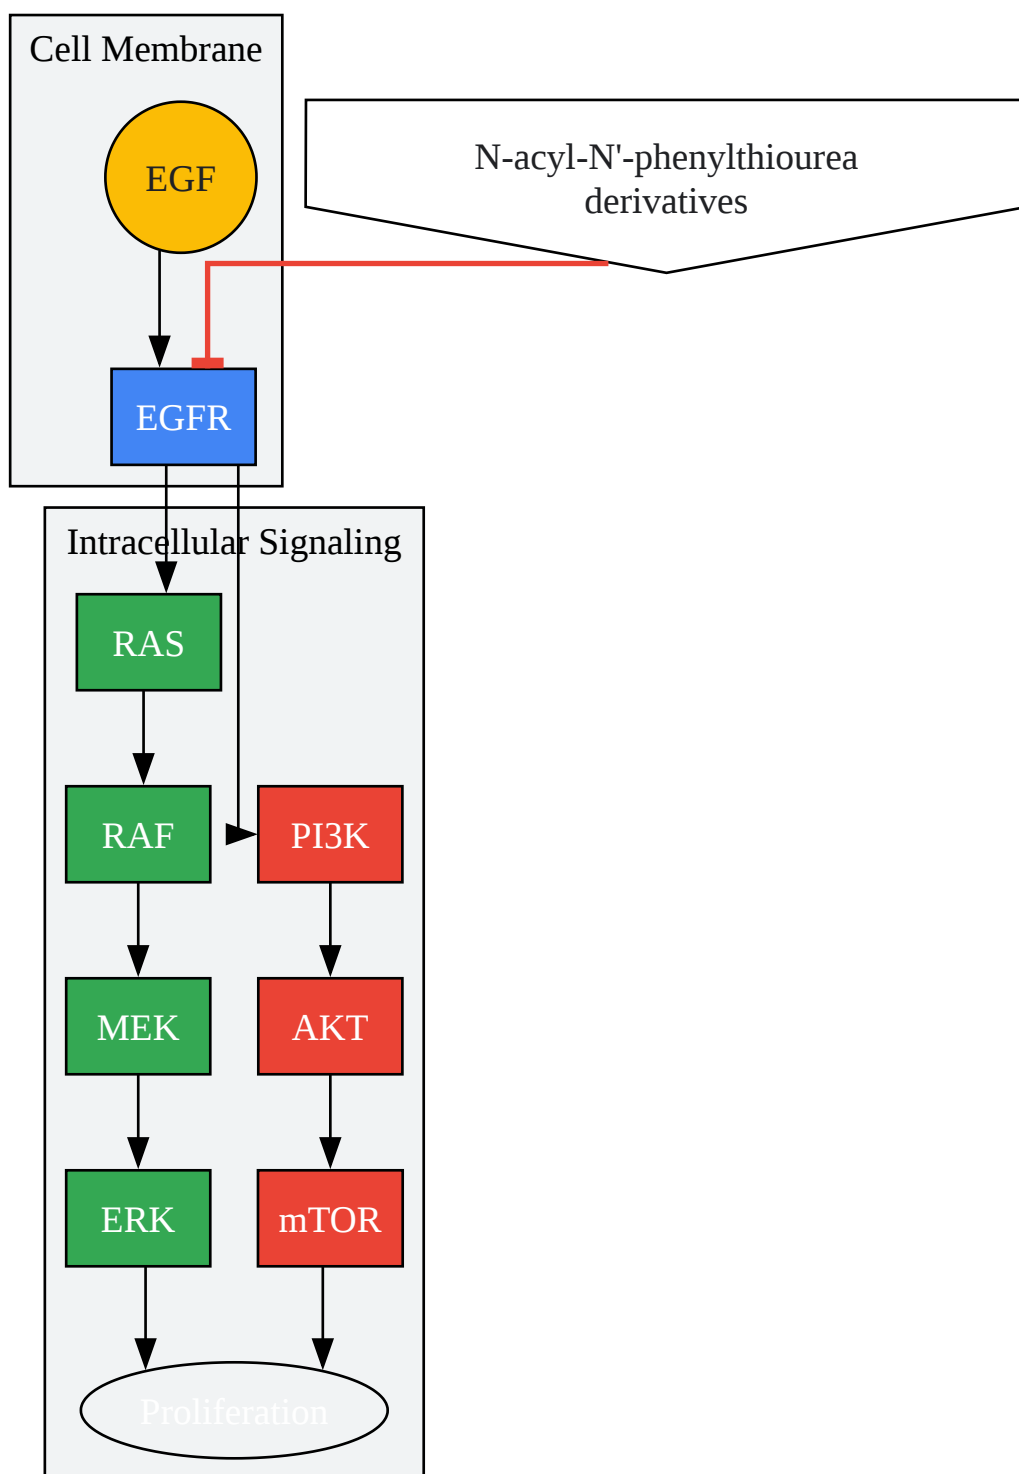 Cell Membrane
EGF
N-acyl-N'-phenylthiourea
derivatives
EGFR
Intracellular Signaling
RAS
RAF
PI3K
MEK
AKT
ERK
mTOR
Proliferation